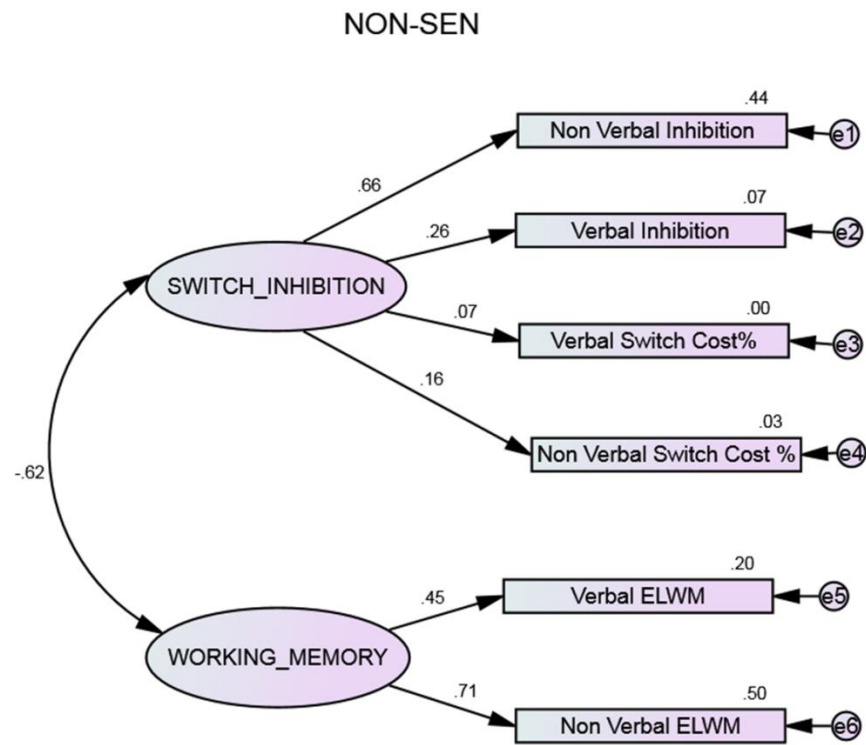 NON-SEN
.44
Non Verbal Inhibition
e1
.66
.07
Verbal Inhibition
e2
.26
SWITCH_INHIBITION
.00
Verbal Switch Cost%
e3
.07
.16
.03
Non Verbal Switch Cost %
e4
-.62
.20
Verbal ELWM
e5
.45
WORKING_MEMORY
.71
.50
Non Verbal ELWM
e6